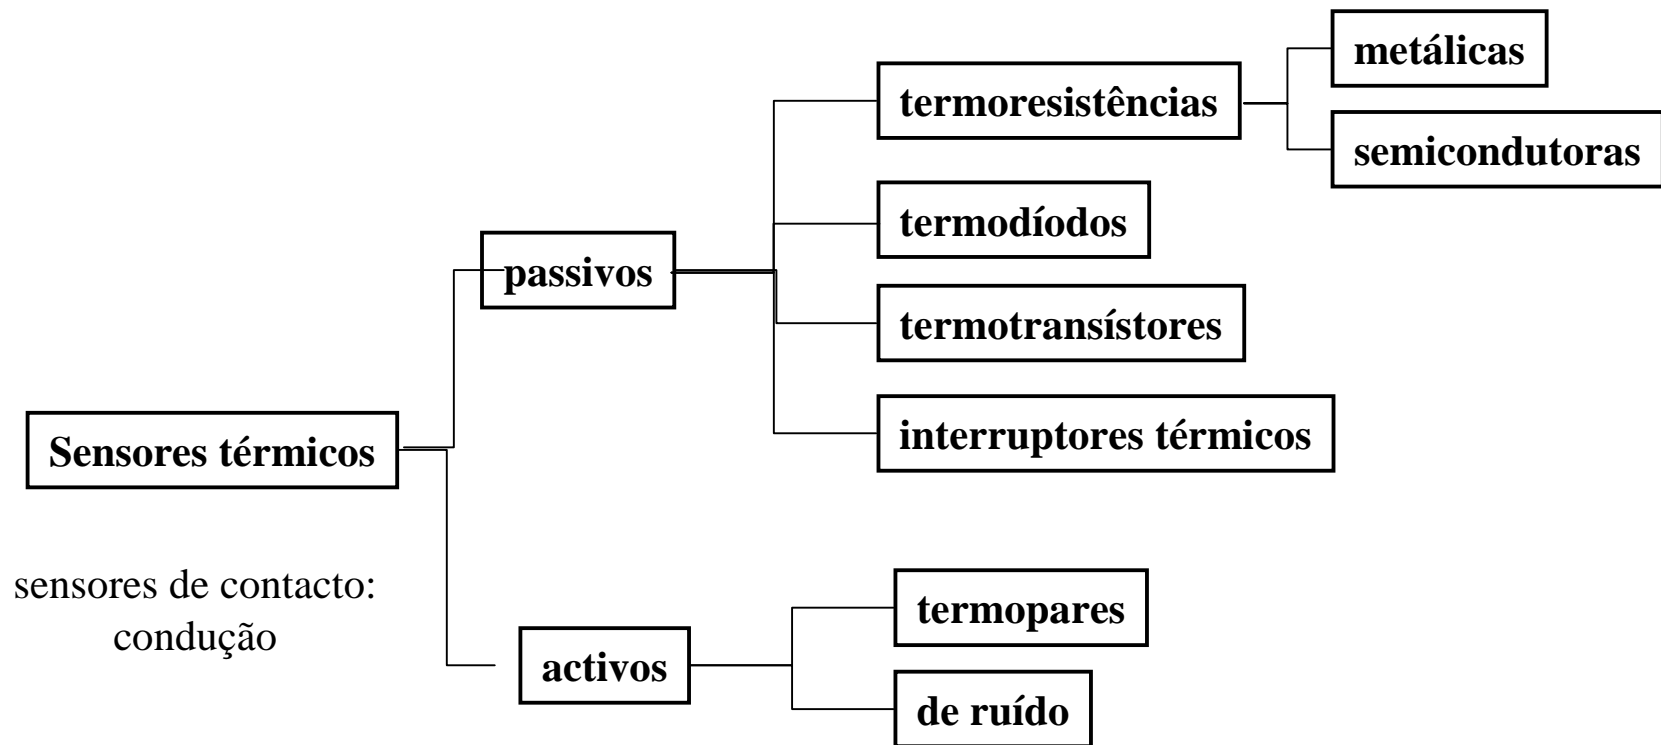 metálicas
termoresistências
semicondutoras
termodíodos
passivos
termotransístores
interruptores térmicos
Sensores térmicos
sensores de contacto:
condução
termopares
activos
de ruído